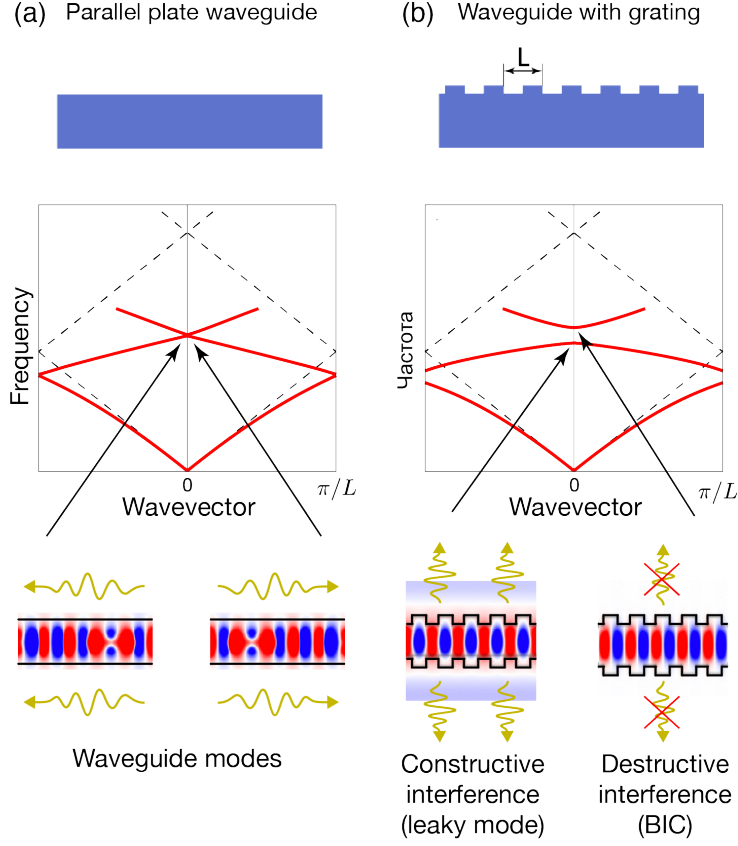 (a) Parallel plate waveguide
(b) Waveguide with grating
L
Frequency
0
π/L
Wavevector
Частота
0
π/L
Wavevector
Waveguide modes
Constructive
interference
(leaky mode)
Destructive
interference
(BIC)